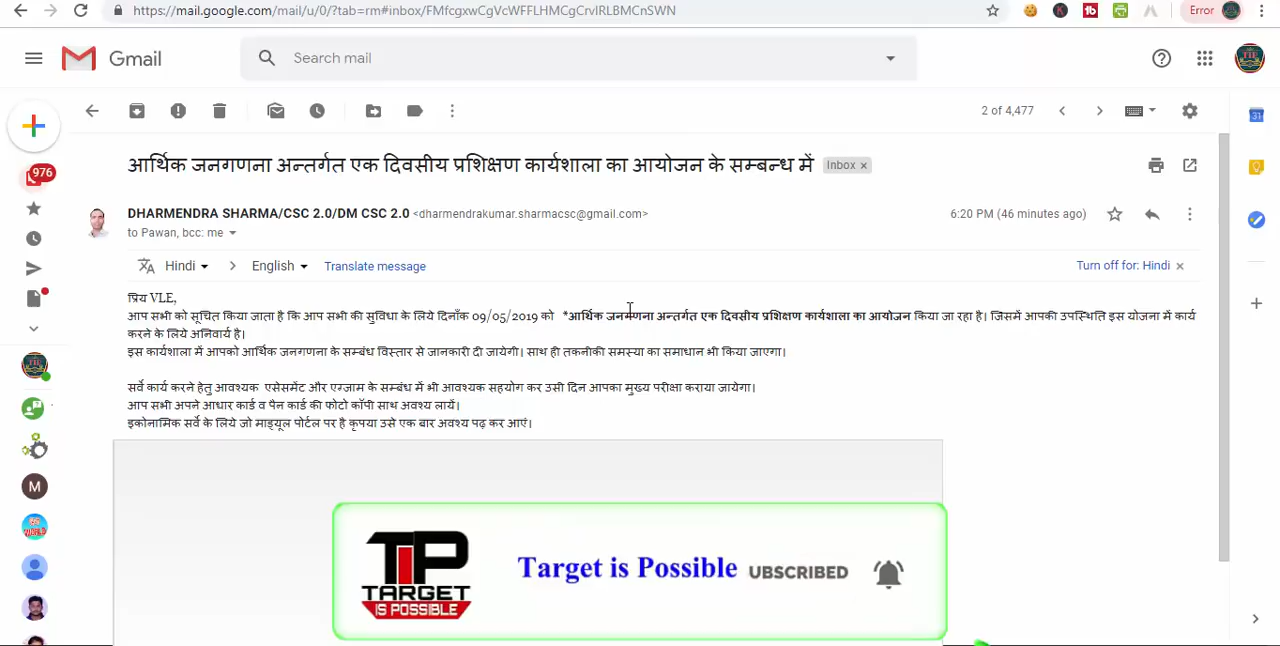 https://mail.google.com/mail/u/0/?tab=rm#inbox/FMfcgxwCgVcWFFLHMCgCrvlRLBMCnSWN
Error
Gmail
Search mail
2 of 4,477
976
आर्थिक जनगणना अन्तर्गत एक दिवसीय प्रशिक्षण कार्यशाला का आयोजन के सम्बन्ध में Inbox ×
DHARMENDRA SHARMA/CSC 2.0/DM CSC 2.0 <dharmendrakumar.sharmacsc@gmail.com>
6:20 PM (46 minutes ago)
to Pawan, bcc: me
Hindi > English Translate message
Turn off for: Hindi ×
प्रिय VLE,
आप सभी को सूचित किया जाता है कि आप सभी की सुविधा के लिये दिनाँक 09/05/2019 को *आर्थिक जनगणना अन्तर्गत एक दिवसीय प्रशिक्षण कार्यशाला का आयोजन किया जा रहा है। जिसमें आपकी उपस्थिति इस योजना में कार्य
करने के लिये अनिवार्य है।
इस कार्यशाला में आपको आर्थिक जनगणना के सम्बंध विस्तार से जानकारी दी जायेगी। साथ ही तकनीकी समस्या का समाधान भी किया जाएगा।
सर्वे कार्य करने हेतु आवश्यक एसेसमेंट और एग्जाम के सम्बंध में भी आवश्यक सहयोग कर उसी दिन आपका मुख्य परीक्षा कराया जायेगा।
आप सभी अपने आधार कार्ड व पैन कार्ड की फोटो कॉपी साथ अवश्य लायें।
इकोनामिक सर्वे के लिये जो माड्यूल पोर्टल पर है कृपया उसे एक बार अवश्य पढ़ कर आएं।
M
TIP
TARGET
IS POSSIBLE
Target is Possible
UBSCRIBED